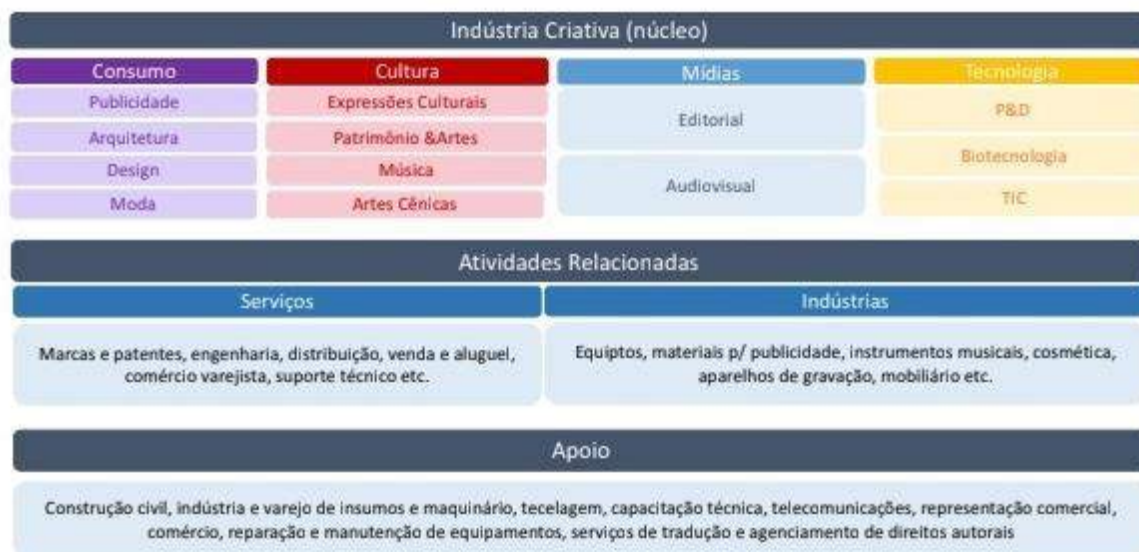 Indústria Criativa (núcleo)
Consumo
Publicidade
Arquitetura
Design
Moda
Cultura
Expressões Culturais
Patrimônio &Artes
Música
Artes Cênicas
Mídias
Editorial
Audiovisual
Tecnologia
P&D
Biotecnologia
TIC
Atividades Relacionadas
Serviços
Marcas e patentes, engenharia, distribuição, venda e aluguel,
comércio varejista, suporte técnico etc.
Indústrias
Equiptos, materiais p/ publicidade, instrumentos musicais, cosmética,
aparelhos de gravação, mobiliário etc.
Apoio
Construção civil, indústria e varejo de insumos e maquinário, tecelagem, capacitação técnica, telecomunicações, representação comercial,
comércio, reparação e manutenção de equipamentos, serviços de tradução e agenciamento de direitos autorais